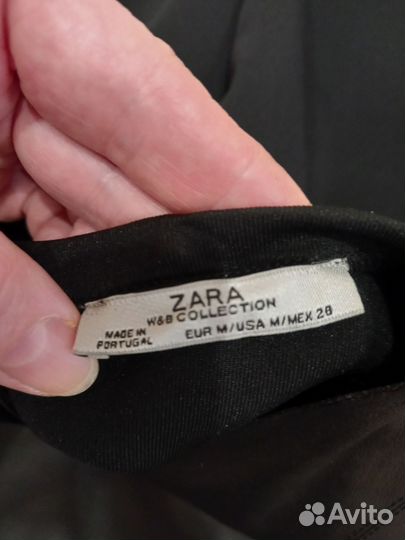 ZARA
W&B COLLECTION
MADE IN
PORTUGAL
EUR M/USA M/MEX 28
Avito